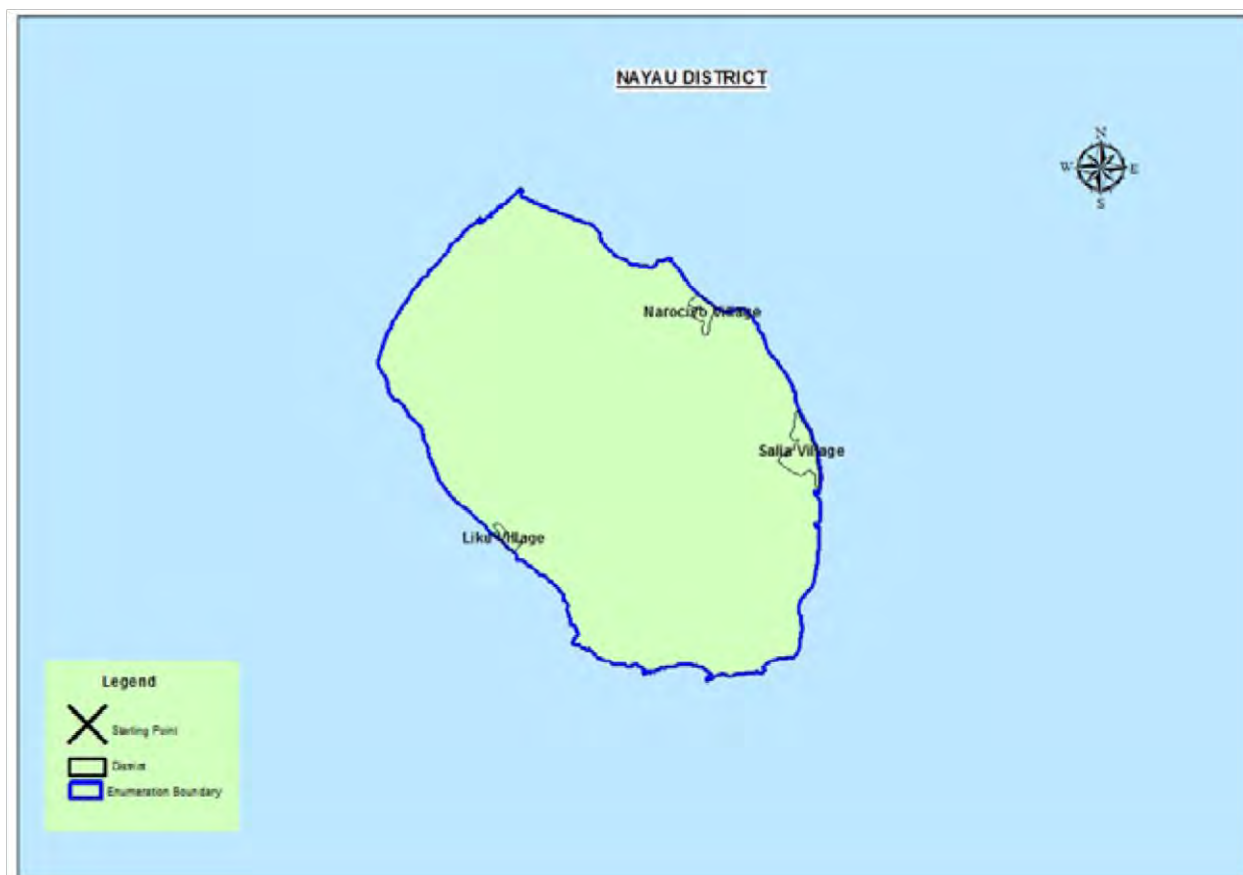 NAYAU DISTRICT
N
W E
S
Narocivo Village
Salia Village
Liku Village
Legend
Starting Point
District
Enumeration Boundary